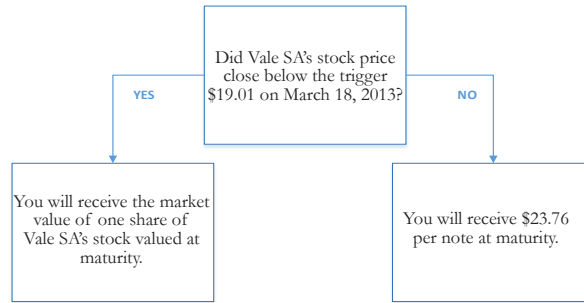 Did Vale SA’s stock price
close below the trigger
$19.01 on March 18, 2013?
YES
NO
You will receive the market
value of one share of
Vale SA’s stock valued at
maturity.
You will receive $23.76
per note at maturity.